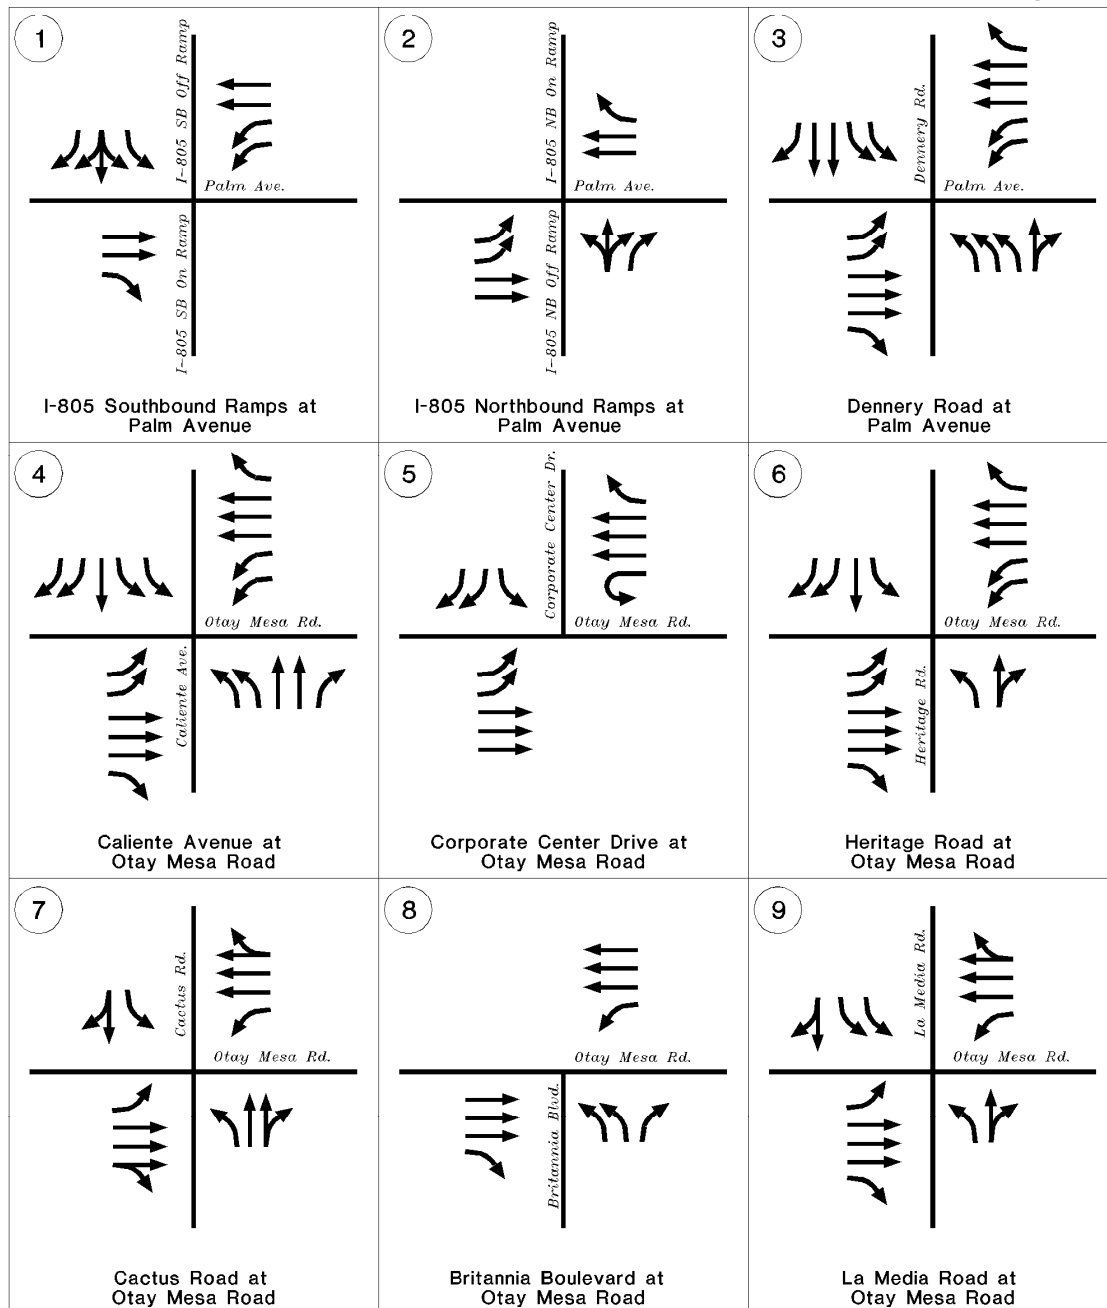 1
I-805 SB Off Ramp
Palm Ave.
I-805 SB On Ramp
I-805 Southbound Ramps at
Palm Avenue
2
I-805 NB On Ramp
Palm Ave.
I-805 NB Off Ramp
I-805 Northbound Ramps at
Palm Avenue
3
Dennery Rd.
Palm Ave.
Dennery Road at
Palm Avenue
4
Otay Mesa Rd.
Caliente Ave.
Caliente Avenue at
Otay Mesa Road
5
Corporate Center Dr.
Otay Mesa Rd.
Corporate Center Drive at
Otay Mesa Road
6
Otay Mesa Rd.
Heritage Rd.
Heritage Road at
Otay Mesa Road
7
Cactus Rd.
Otay Mesa Rd.
Cactus Road at
Otay Mesa Road
8
Otay Mesa Rd.
Britannia Blvd.
Britannia Boulevard at
Otay Mesa Road
9
La Media Rd.
Otay Mesa Rd.
La Media Road at
Otay Mesa Road